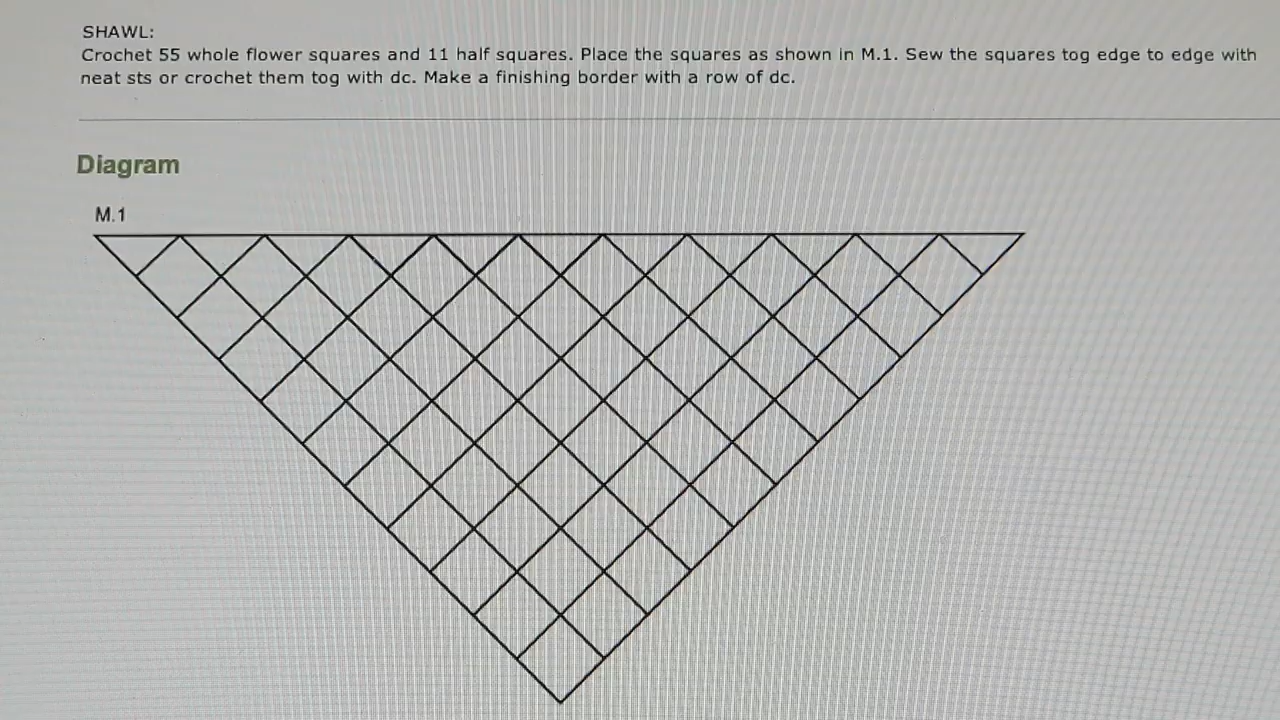 SHAWL:
Crochet 55 whole flower squares and 11 half squares. Place the squares as shown in M.1. Sew the squares tog edge to edge with
neat sts or crochet them tog with dc. Make a finishing border with a row of dc.
Diagram
M.1